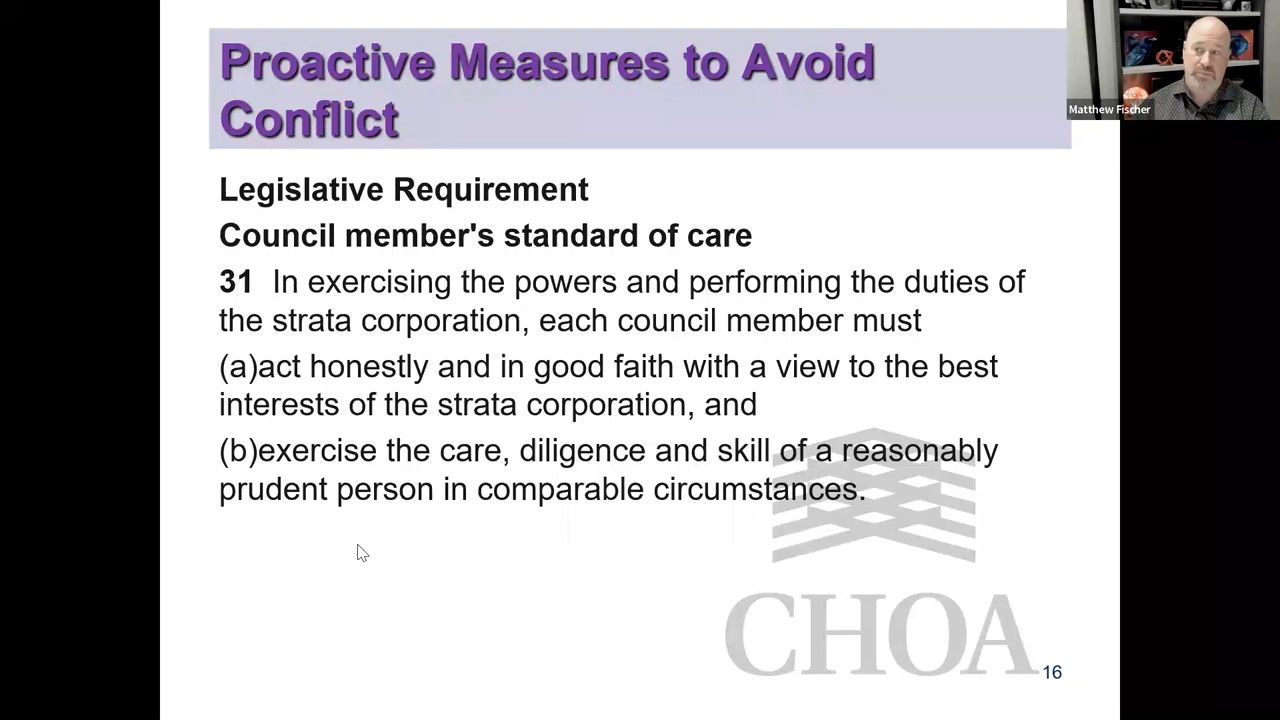 Proactive Measures to Avoid
Conflict
Matthew Fischer
Legislative Requirement
Council member's standard of care
31 In exercising the powers and performing the duties of
the strata corporation, each council member must
(a)act honestly and in good faith with a view to the best
interests of the strata corporation, and
(b)exercise the care, diligence and skill of a reasonably
prudent person in comparable circumstances.
CHOA
16